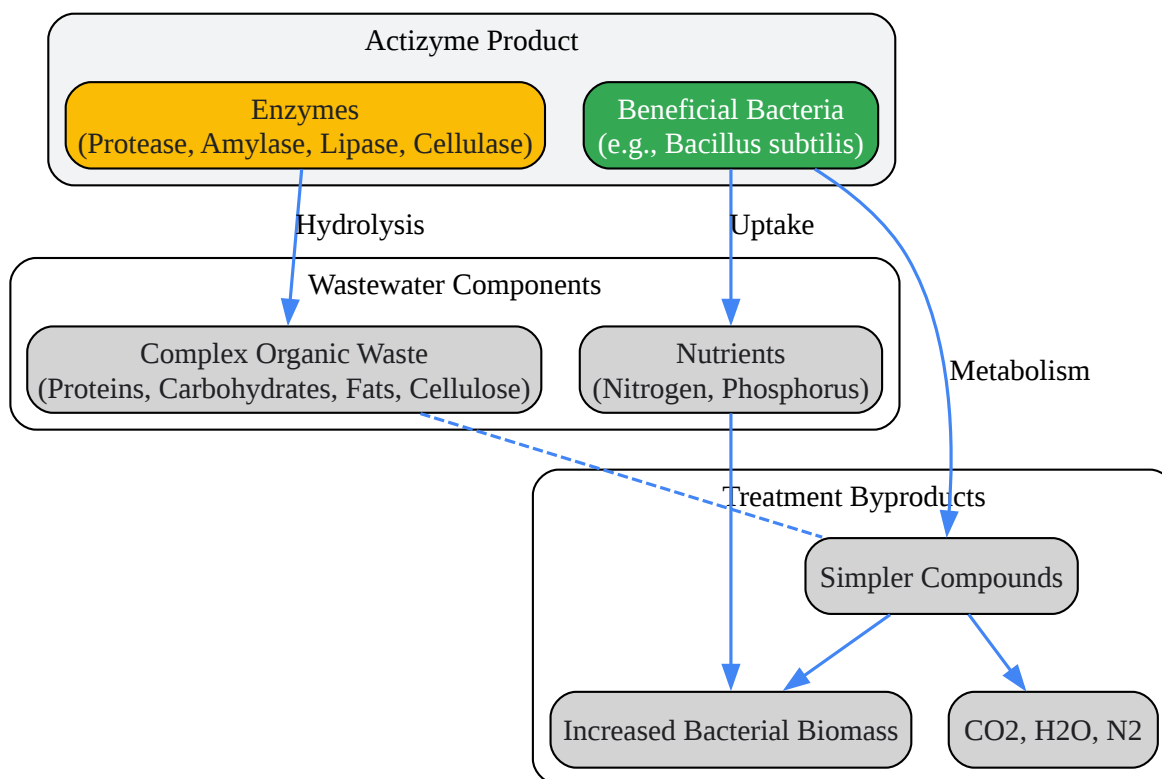 Actizyme Product
Enzymes
(Protease, Amylase, Lipase, Cellulase)
Beneficial Bacteria
(e.g., Bacillus subtilis)
Hydrolysis
Uptake
Wastewater Components
Complex Organic Waste
(Proteins, Carbohydrates, Fats, Cellulose)
Nutrients
(Nitrogen, Phosphorus)
Metabolism
Treatment Byproducts
Simpler Compounds
Increased Bacterial Biomass
CO2, H2O, N2